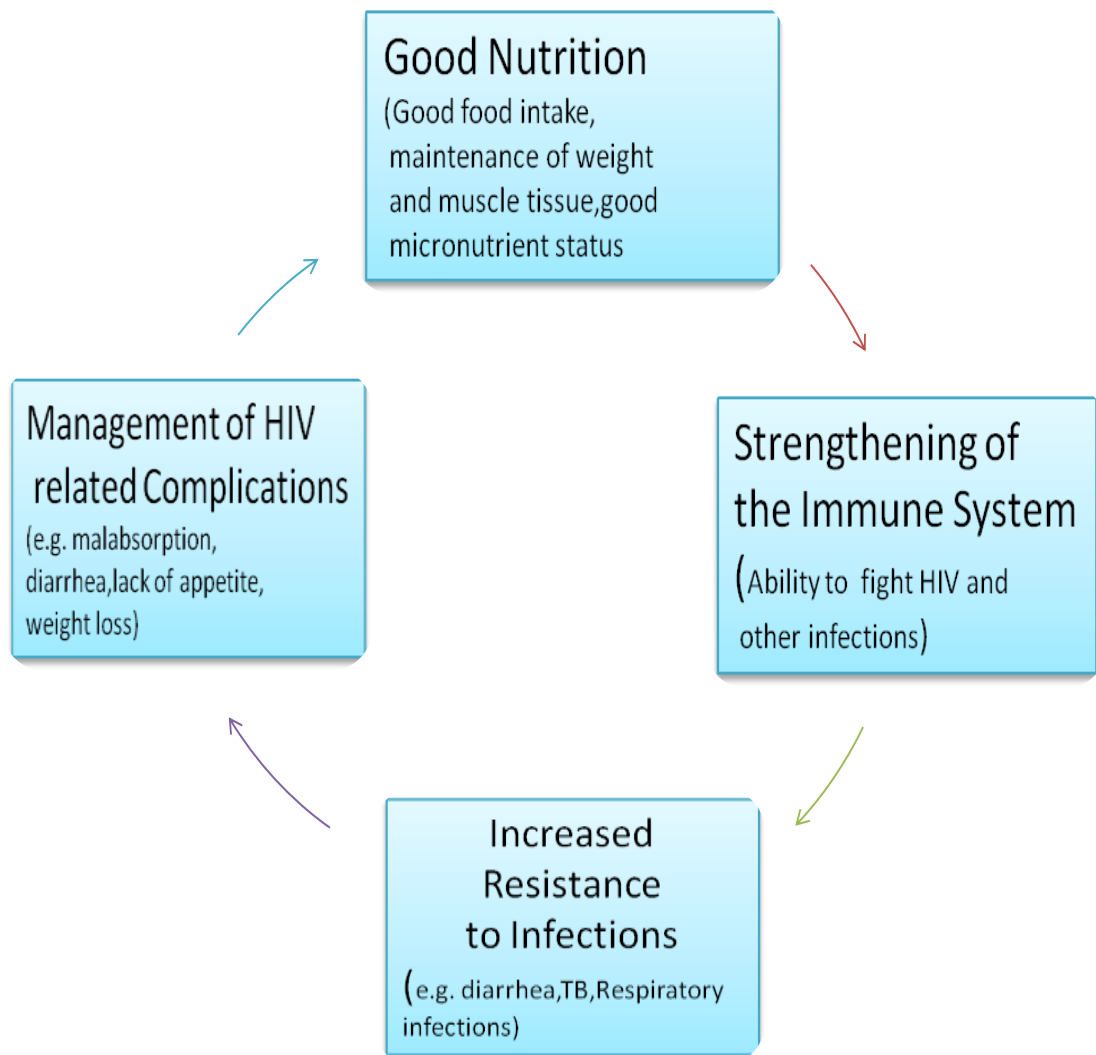 Good Nutrition
(Good food intake,
maintenance of weight
and muscle tissue,good
micronutrient status
Strengthening of
the Immune System
(Ability to fight HIV and
other infections)
Increased
Resistance
to Infections
(e.g. diarrhea,TB,Respiratory
infections)
Management of HIV
related Complications
(e.g. malabsorption,
diarrhea,lack of appetite,
weight loss)